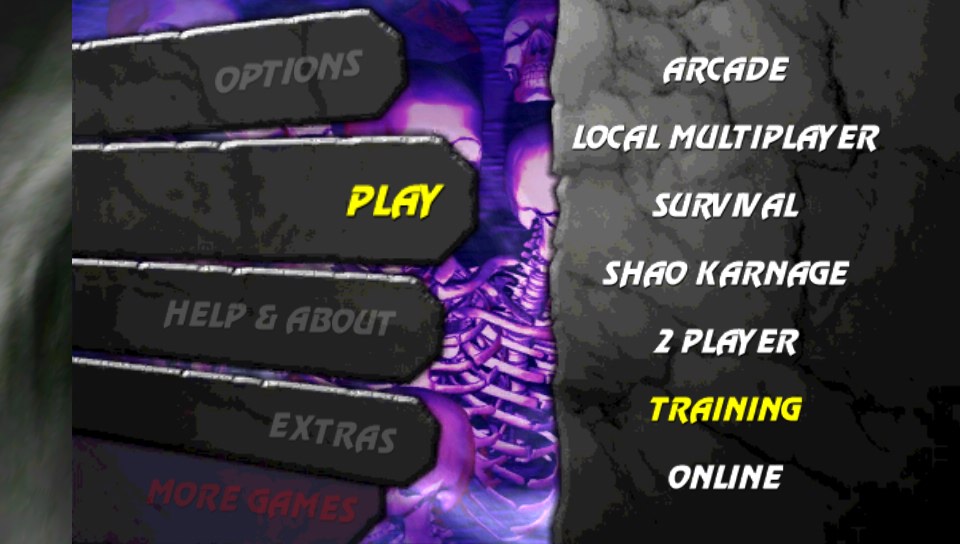 OPTIONS
PLAY
HELP & ABOUT
EXTRAS
MORE GAMES
ARCADE
LOCAL MULTIPLAYER
SURVIVAL
SHAO KARNAGE
2 PLAYER
TRAINING
ONLINE